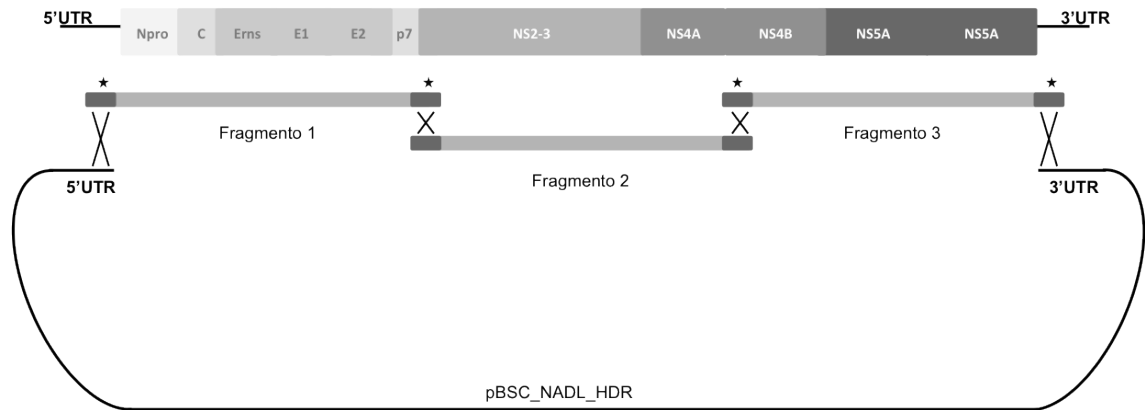 5'UTR 3'UTR
Npro C Erns E1 E2 p7 NS2-3 NS4A NS4B NS5A NS5A
★ ★ ★ ★
Fragmento 1 Fragmento 3
Fragmento 2
5'UTR 3'UTR
pBSC_NADL_HDR